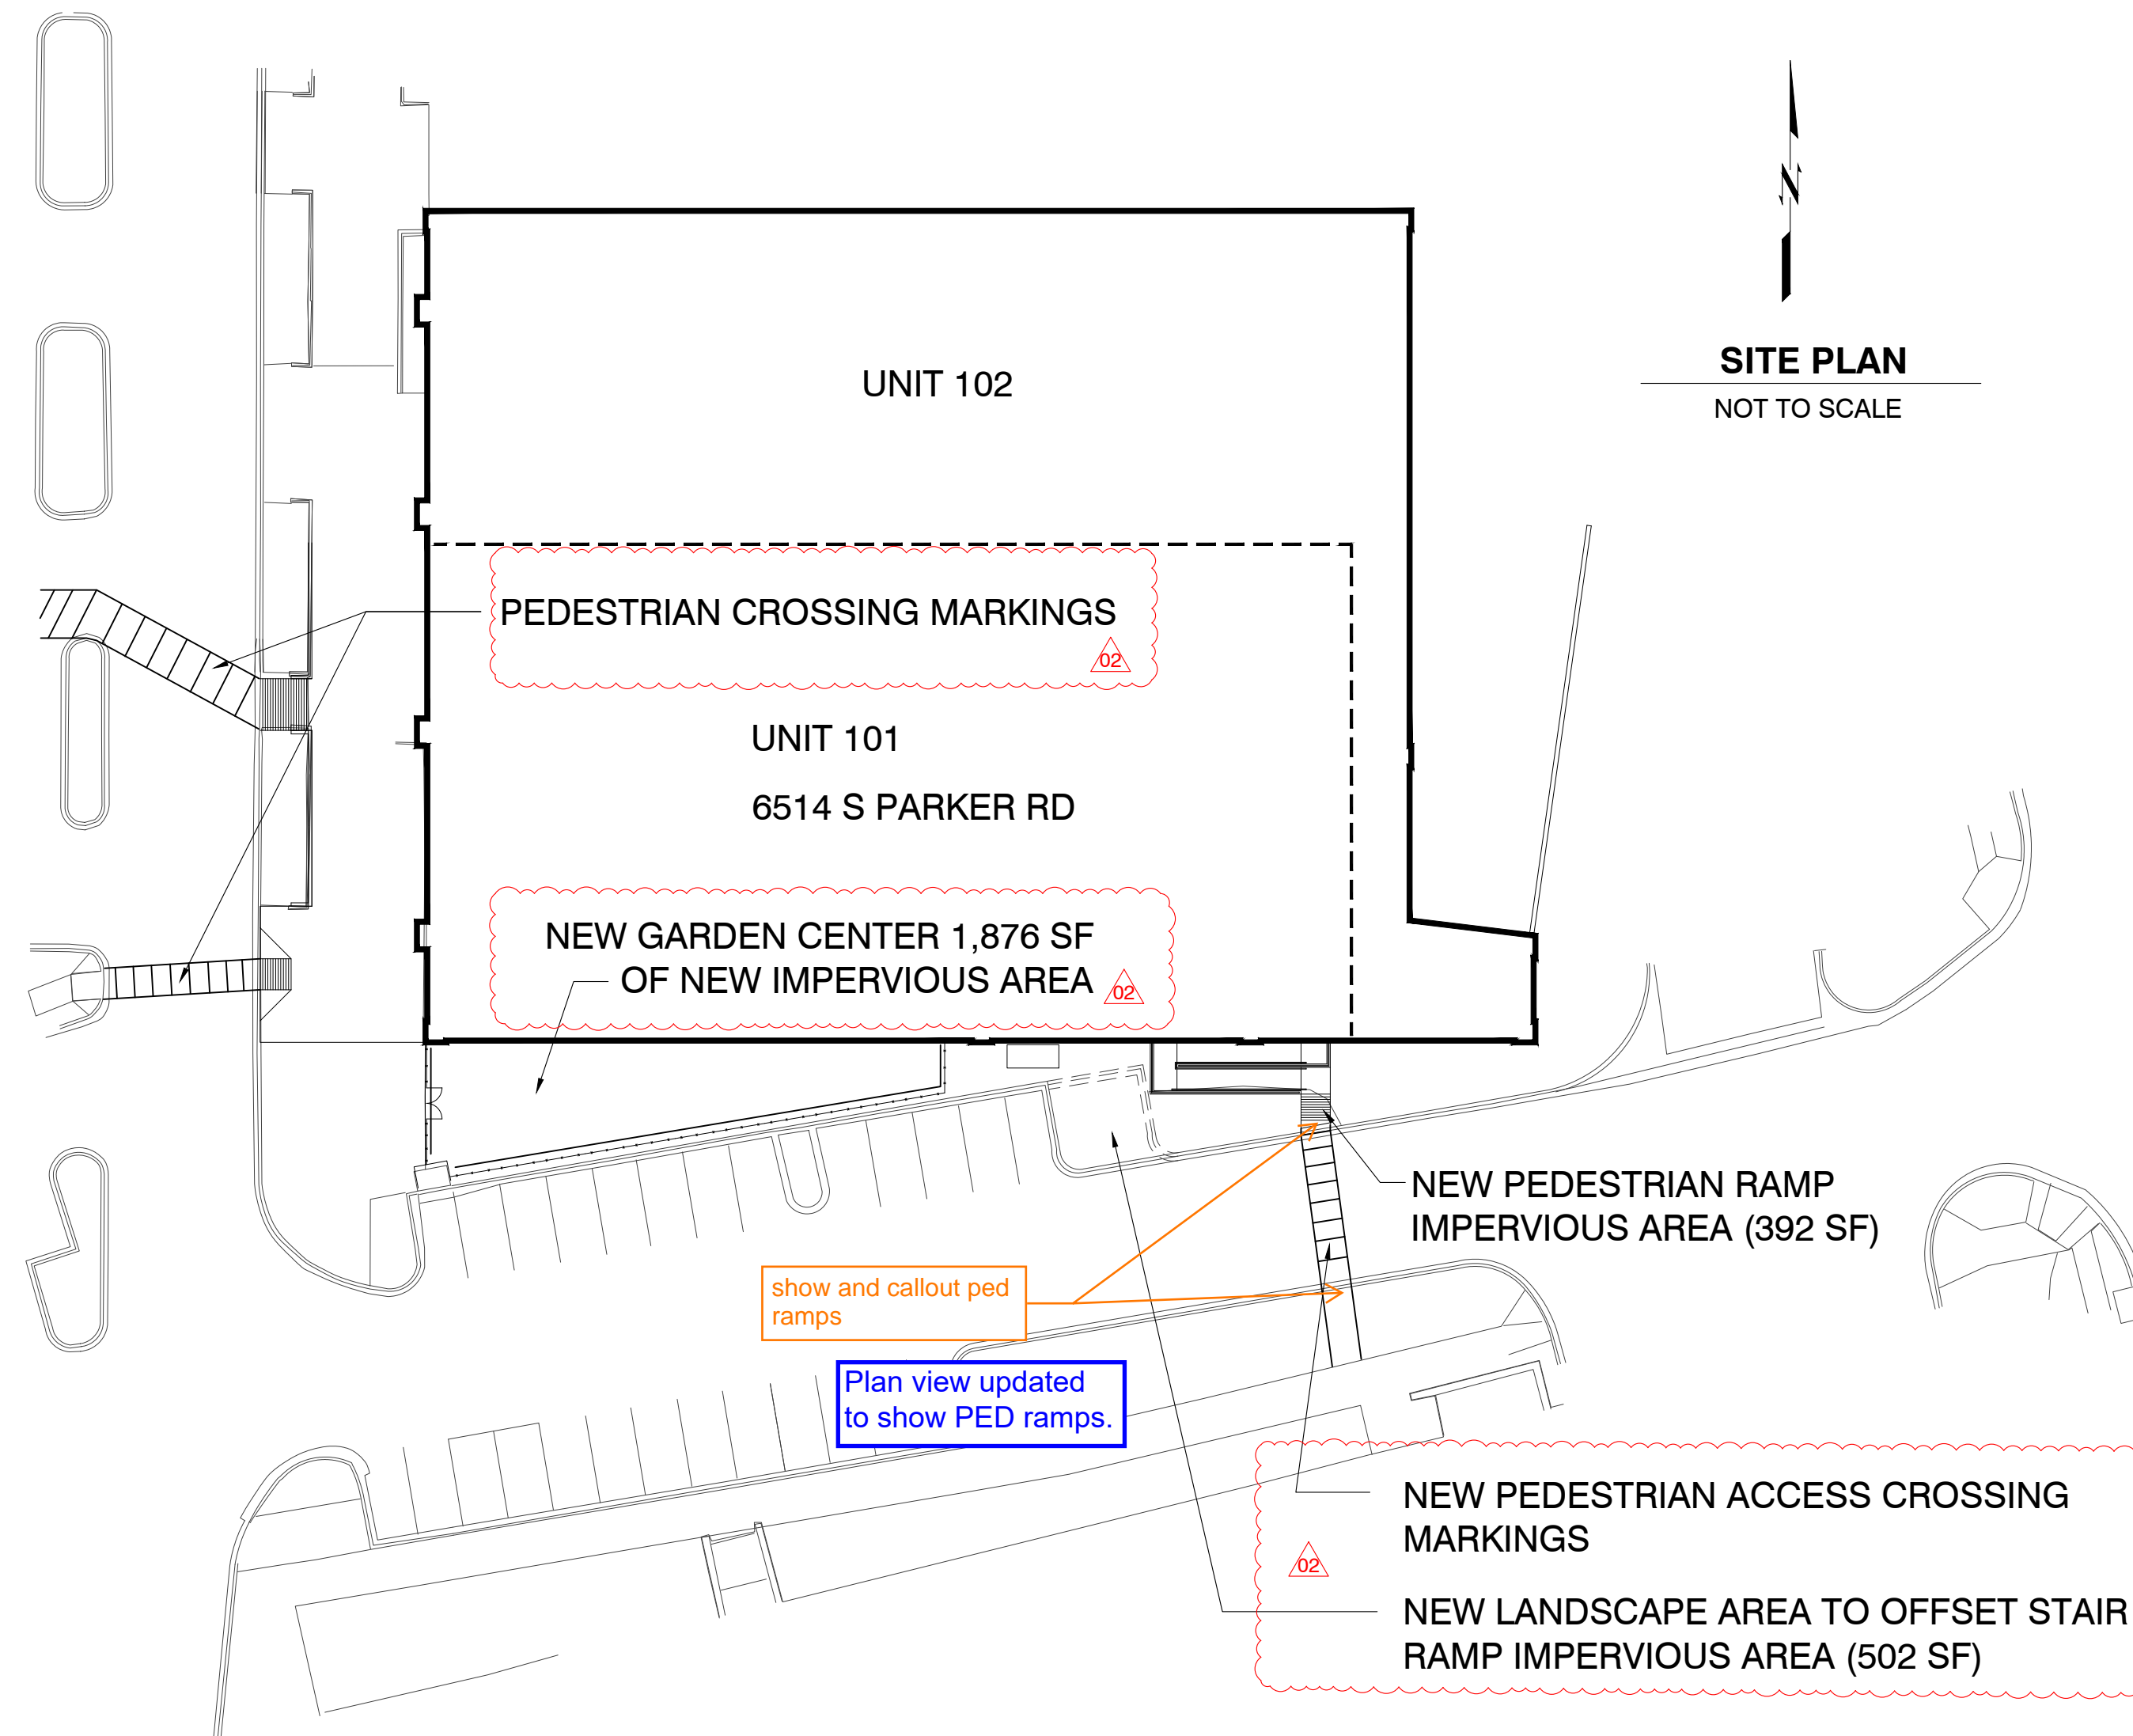 N
SITE PLAN
NOT TO SCALE
UNIT 102
PEDESTRIAN CROSSING MARKINGS
02
UNIT 101
6514 S PARKER RD
NEW GARDEN CENTER 1,876 SF
OF NEW IMPERVIOUS AREA
02
NEW PEDESTRIAN RAMP
IMPERVIOUS AREA (392 SF)
show and callout ped
ramps
Plan view updated
to show PED ramps.
NEW PEDESTRIAN ACCESS CROSSING
MARKINGS
02
NEW LANDSCAPE AREA TO OFFSET STAIR
RAMP IMPERVIOUS AREA (502 SF)